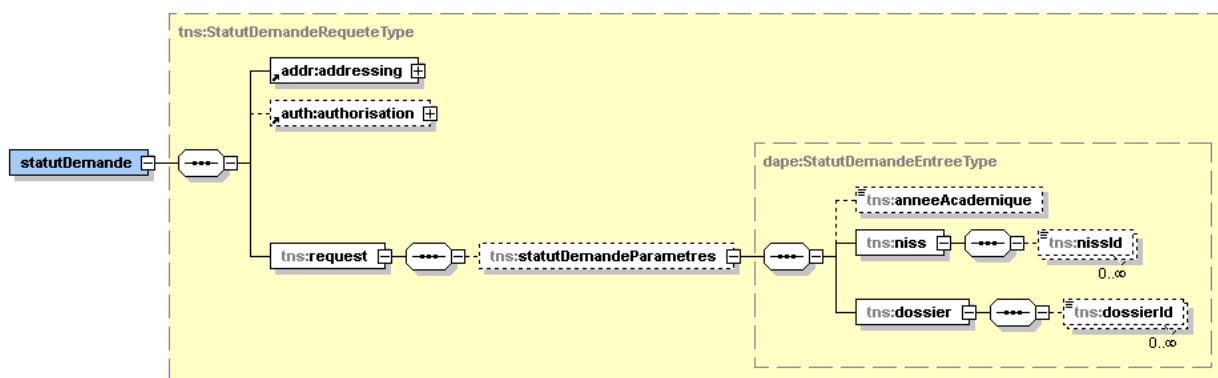 tns:StatutDemandeRequeteType
addr:addressing
auth:authorisation
statutDemande
dape:StatutDemandeEntreeType
tns:anneeAcademique
tns:request
tns:statutDemandeParametres
tns:niss
tns:nissId
0..∞
tns:dossier
tns:dossierId
0..∞